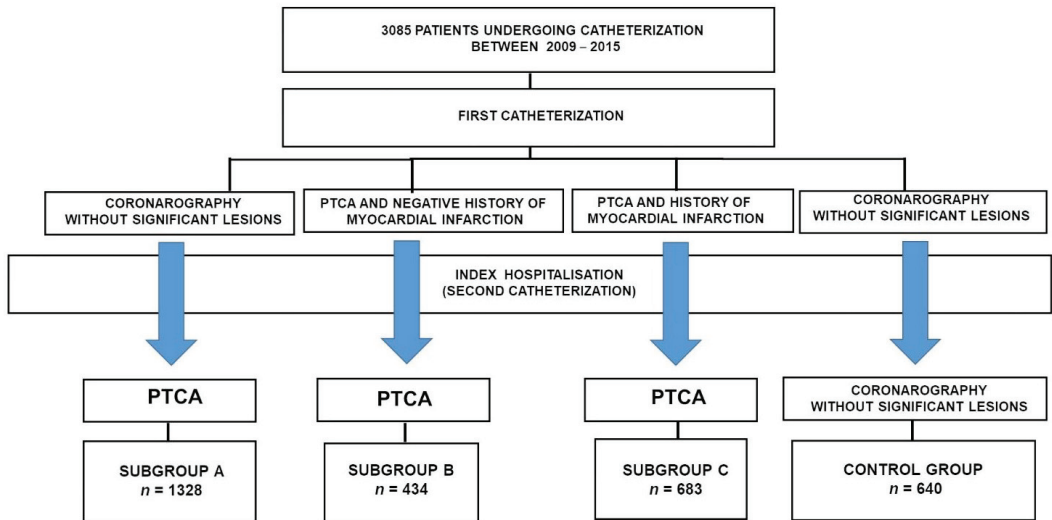 3085 PATIENTS UNDERGOING CATHETERIZATION
BETWEEN 2009 – 2015
FIRST CATHETERIZATION
CORONAROGRAPHY
WITHOUT SIGNIFICANT LESIONS
PTCA AND NEGATIVE HISTORY OF
MYOCARDIAL INFARCTION
PTCA AND HISTORY OF
MYOCARDIAL INFARCTION
CORONAROGRAPHY
WITHOUT SIGNIFICANT LESIONS
INDEX HOSPITALISATION
(SECOND CATHETERIZATION)
PTCA
PTCA
PTCA
CORONAROGRAPHY
WITHOUT SIGNIFICANT LESIONS
SUBGROUP A
n = 1328
SUBGROUP B
n = 434
SUBGROUP C
n = 683
CONTROL GROUP
n = 640